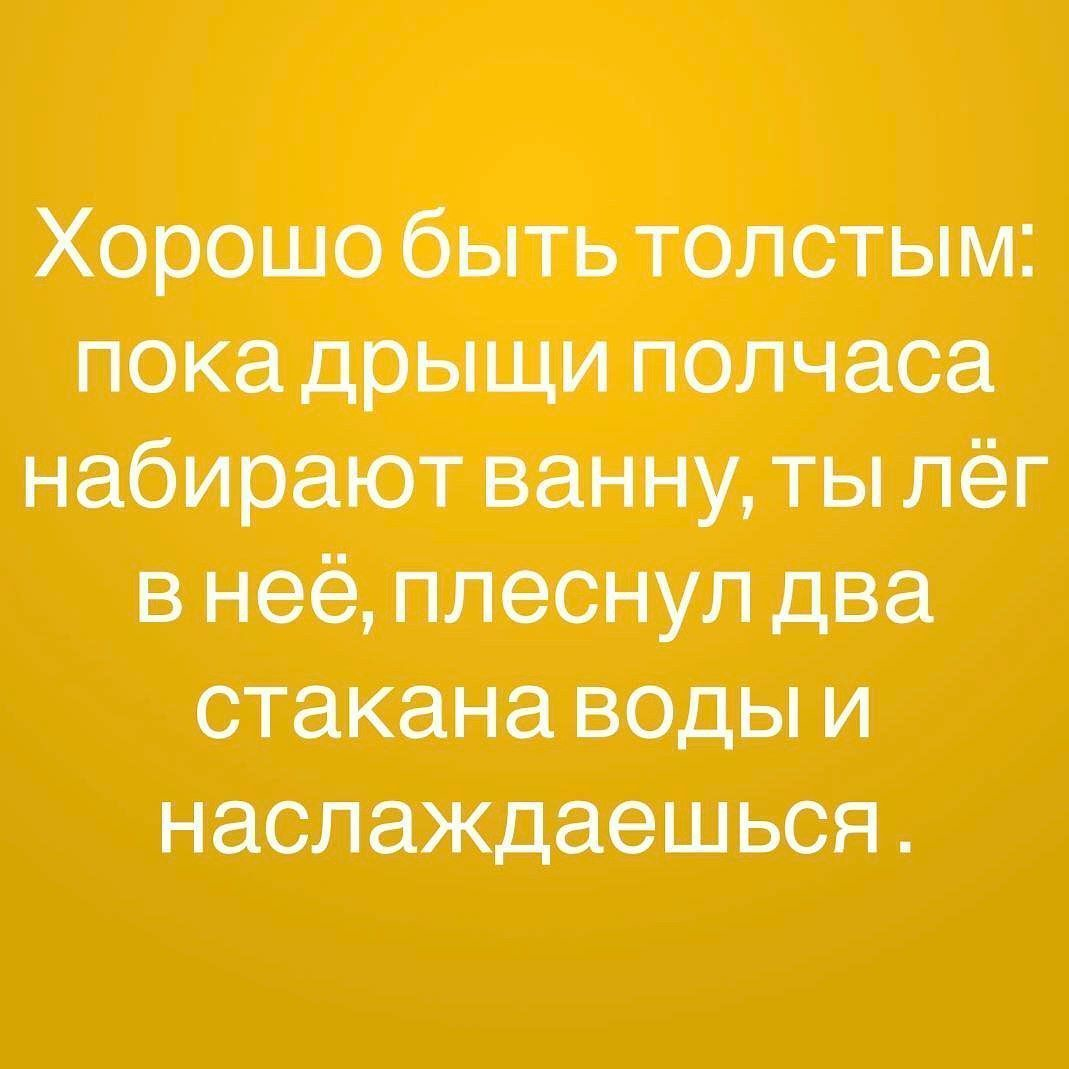 Хорошо быть толстым:
пока дрыщи полчаса
набирают ванну, ты лёг
в неё, плеснул два
стакана воды и
наслаждаешься .